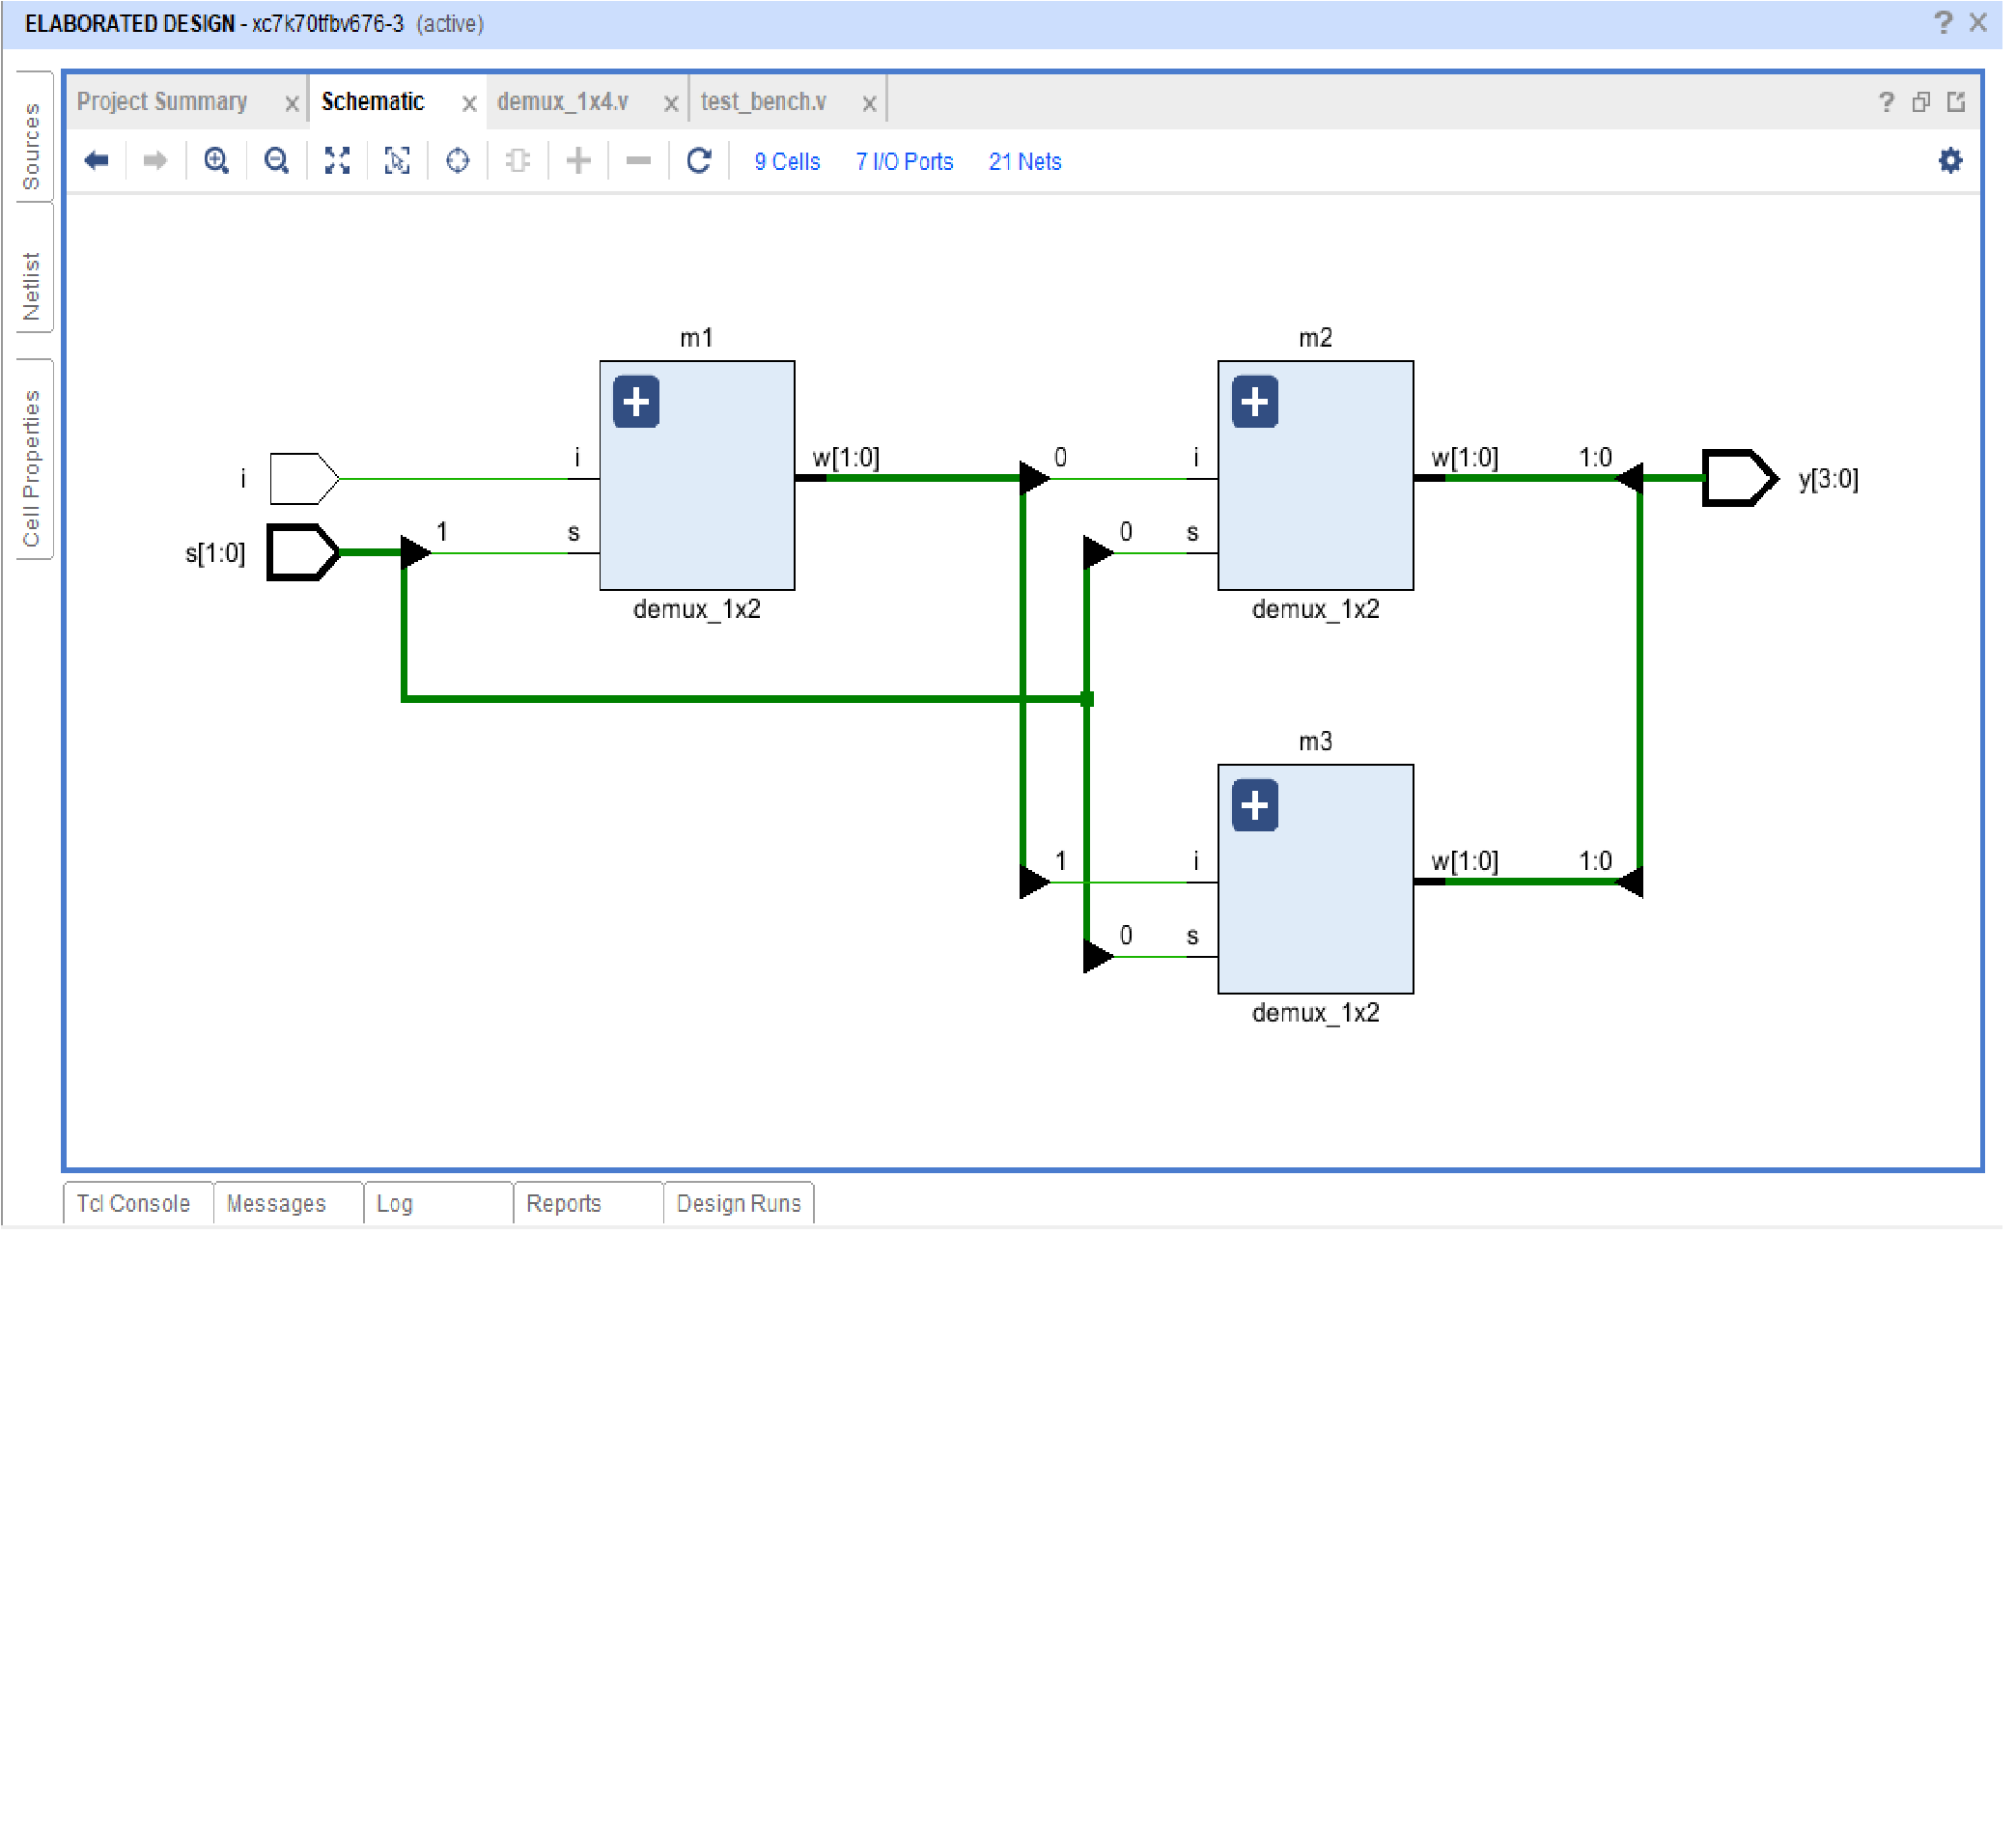 ELABORATED DESIGN - xc7k70tfbv676-3 (active)
Sources
Netlist
Cell Properties
Project Summary Schematic demux_1x4.v test_bench.v
9 Cells 7 I/O Ports 21 Nets
m1 m2
i i w[1:0] 0 i w[1:0] 1:0 y[3:0]
s[1:0] 1 s 0 s
demux_1x2 demux_1x2
m3
1 i w[1:0] 1:0
0 s
demux_1x2
Tcl Console Messages Log Reports Design Runs